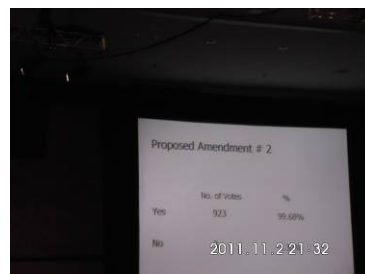 Proposed Amendment # 2
No. of Votes %
Yes 923 99.68%
No
2011. 11. 2 21:32